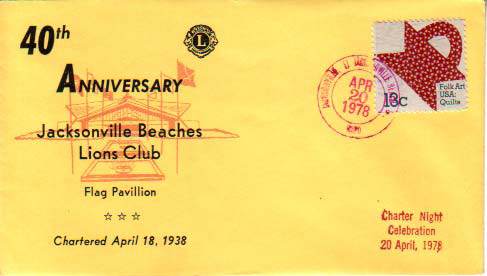 40th
ANNIVERSARY
Jacksonville Beaches
Lions Club
Flag Pavillion
☆ ☆ ☆
Chartered April 18, 1938
L
APR
20
1978
Folk Art
USA:
Quilts
13c
Charter Night
Celebration
20 April, 1978